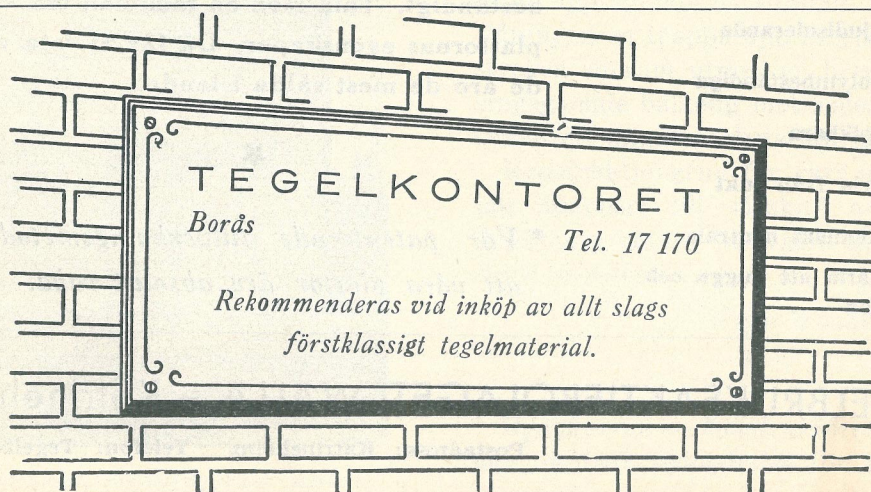 TEGELKONTORET
Borås
Tel. 17 170
Rekommenderas vid inköp av allt slags
förstklassigt tegelmaterial.